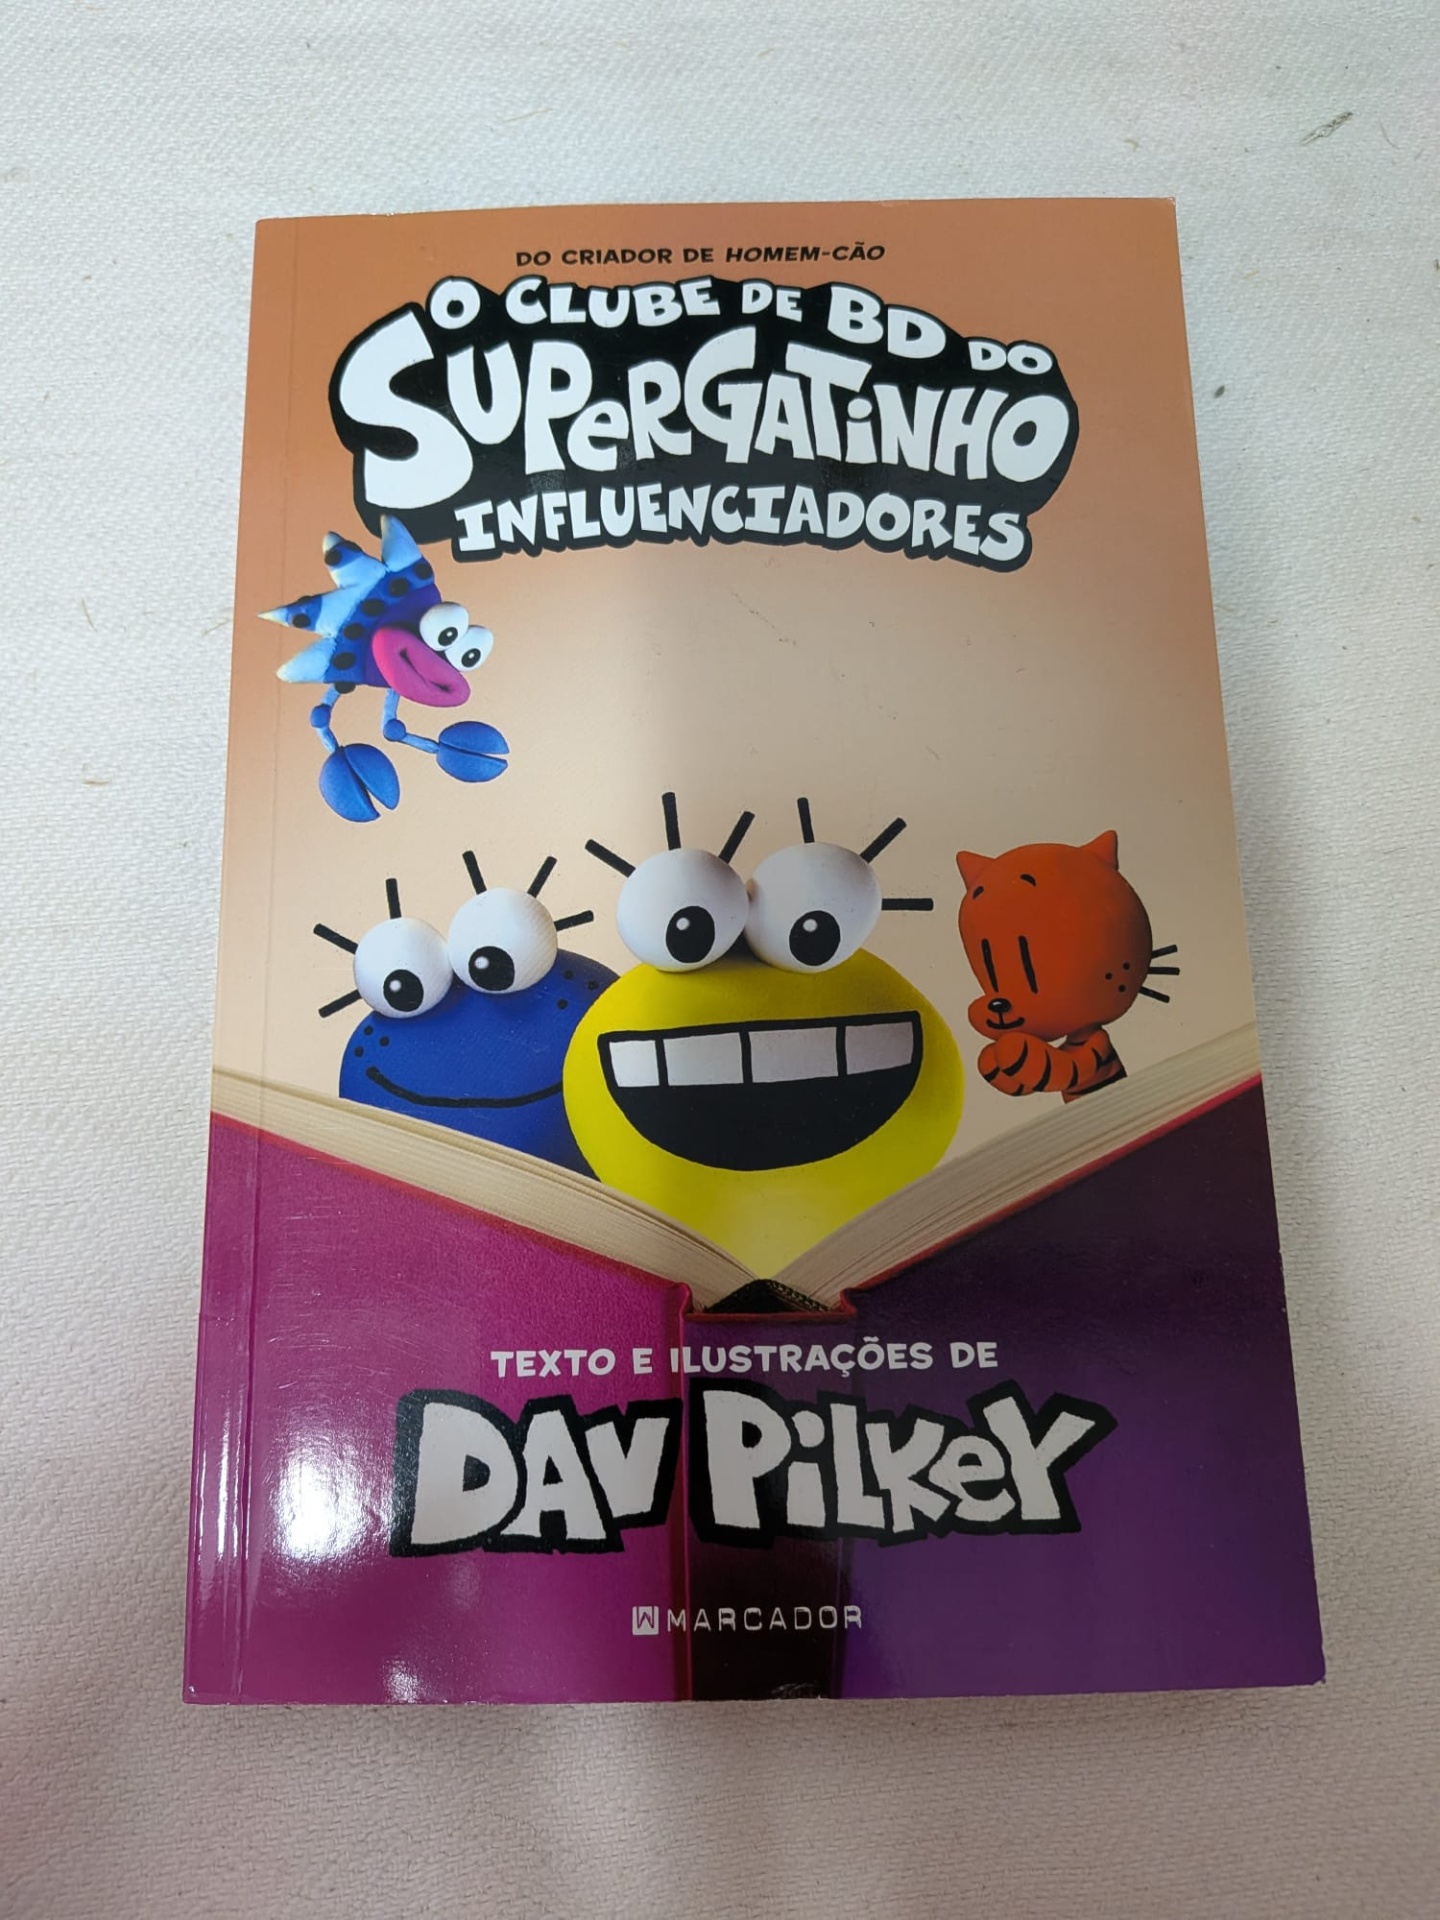 DO CRIADOR DE HOMEM-CÃO
O CLUBE DE BD DO
SUPeRGATiNHO
INFLUENCIADORES
TEXTO E ILUSTRAÇÕES DE
DAV PiLKeY
MARCADOR